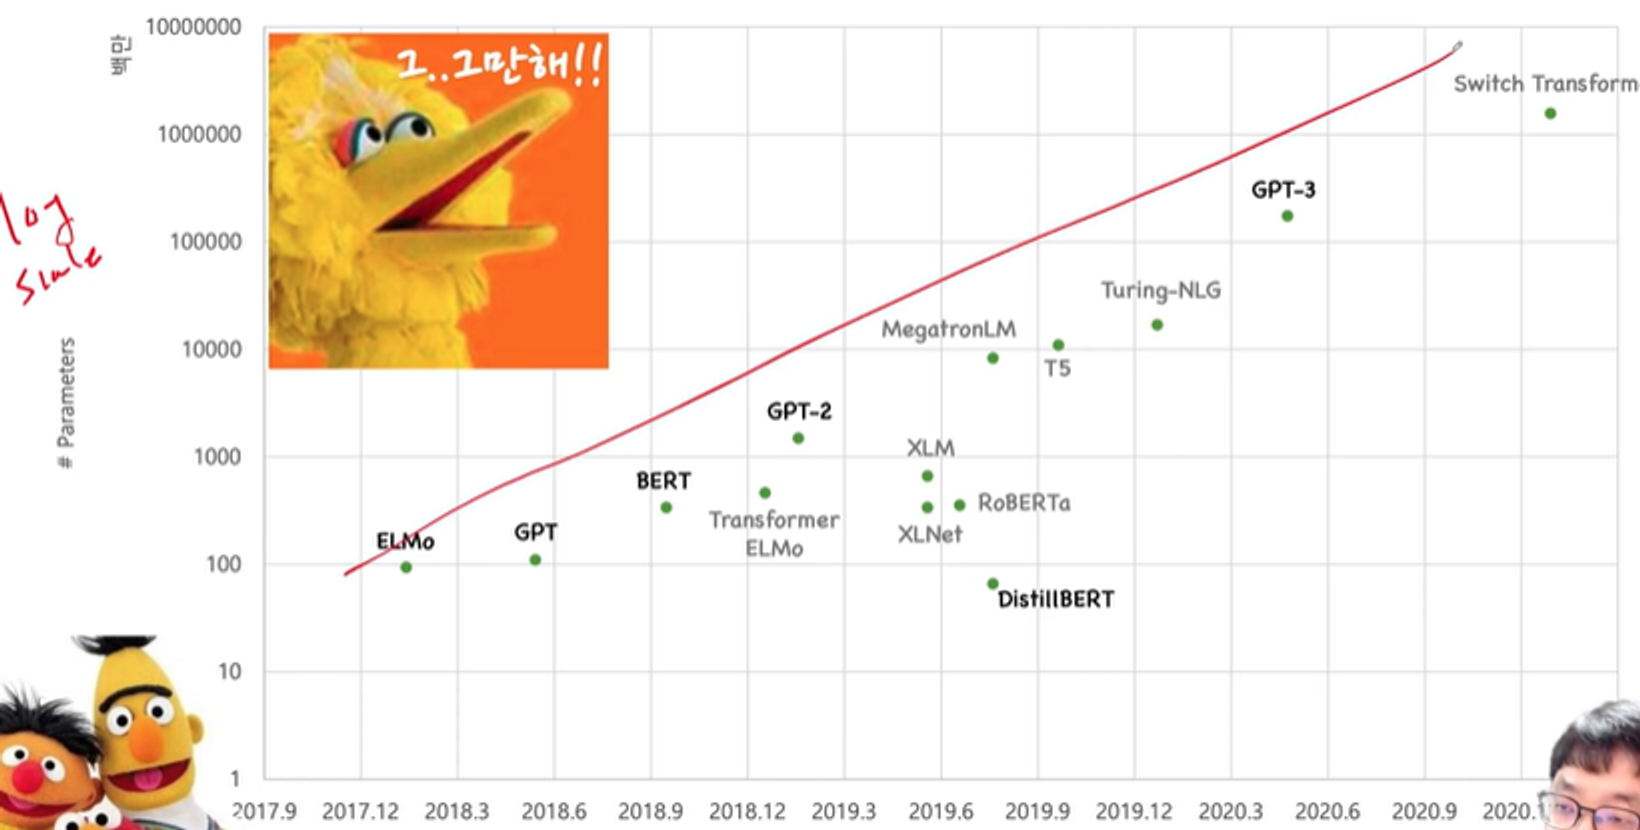 10000000
백만
그..그만해!!
Switch Transform
1000000
log
scale
GPT-3
100000
Turing-NLG
MegatronLM
10000
T5
# Parameters
GPT-2
XLM
1000
BERT
RoBERTa
Transformer
ELMo
XLNet
GPT
ELMo
100
DistillBERT
10
1
2017.9 2017.12 2018.3 2018.6 2018.9 2018.12 2019.3 2019.6 2019.9 2019.12 2020.3 2020.6 2020.9 2020.